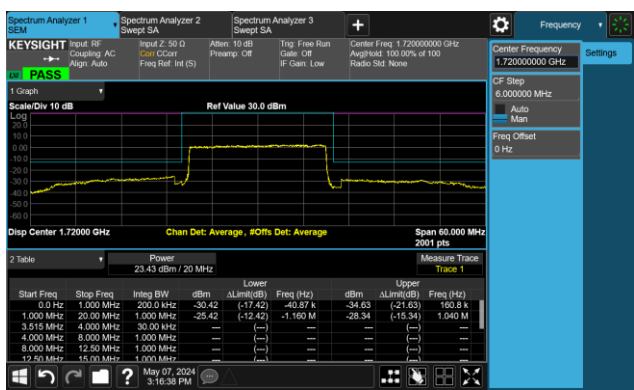 Spectrum Analyzer 1
SEM
Spectrum Analyzer 2
Swept SA
Spectrum Analyzer 3
Swept SA
Frequency
KEYSIGHT
Input: RF
Coupling: AC
Align: Auto
Input Z: 50 Ω
Corr CCorr
Freq Ref: Int (S)
Atten: 10 dB
Preamp: Off
Trig: Free Run
Gate: Off
IF Gain: Low
Center Freq: 1.720000000 GHz
Avg|Hold: 100.00% of 100
Radio Std: None
PASS
Center Frequency
1.720000000 GHz
Settings
CF Step
6.000000 MHz
Auto
Man
Freq Offset
0 Hz
1 Graph
Scale/Div 10 dB
Ref Value 30.0 dBm
Log
20.0
10.0
0.00
-10.0
-20.0
-30.0
-40.0
-50.0
-60.0
Disp Center 1.72000 GHz
Chan Det: Average, #Offs Det: Average
Span 60.000 MHz
2001 pts
2 Table
Power
23.43 dBm / 20 MHz
Measure Trace
Trace 1
Lower Upper
Start Freq Stop Freq Integ BW dBm ΔLimit(dB) Freq (Hz) dBm ΔLimit(dB) Freq (Hz)
0.0 Hz 1.000 MHz 200.0 kHz -30.42 (-17.42) -40.87 k -34.63 (-21.63) 160.8 k
1.000 MHz 20.00 MHz 1.000 MHz -25.42 (-12.42) -1.160 M -28.34 (-15.34) 1.040 M
3.515 MHz 4.000 MHz 30.00 kHz --- (---) --- --- (---) ---
4.000 MHz 8.000 MHz 1.000 MHz --- (---) --- --- (---) ---
8.000 MHz 12.50 MHz 1.000 MHz --- (---) --- --- (---) ---
12.50 MHz 15.00 MHz 1.000 MHz --- (---) --- --- (---) ---
May 07, 2024
3:16:38 PM